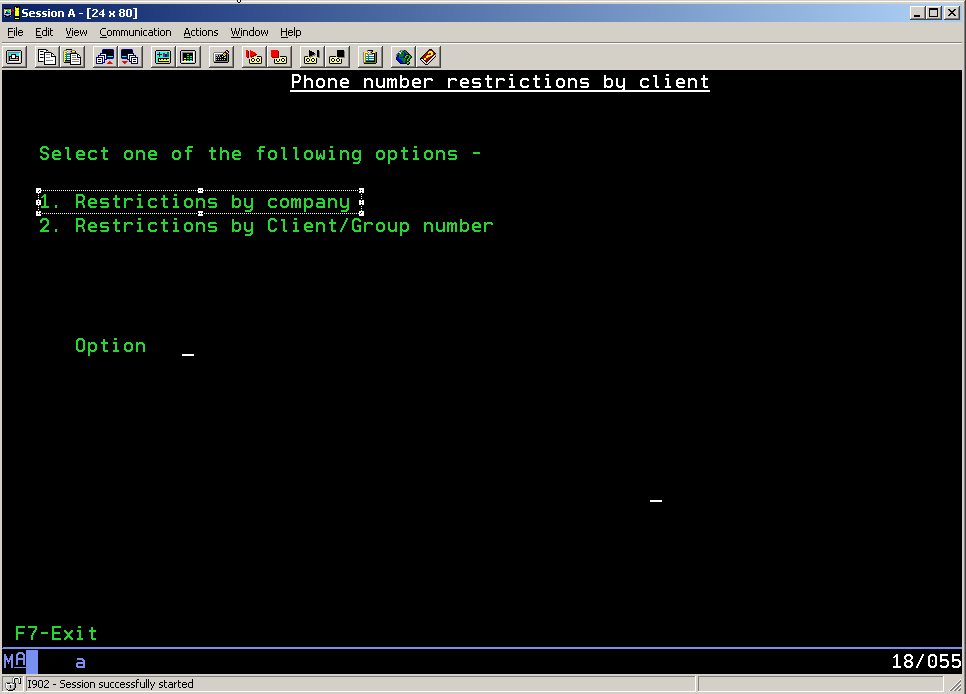 Session A - [24 x 80]
File Edit View Communication Actions Window Help
Phone number restrictions by client
Select one of the following options -
1. Restrictions by company
2. Restrictions by Client/Group number
Option _
F7-Exit
MA a 18/055
I902 - Session successfully started